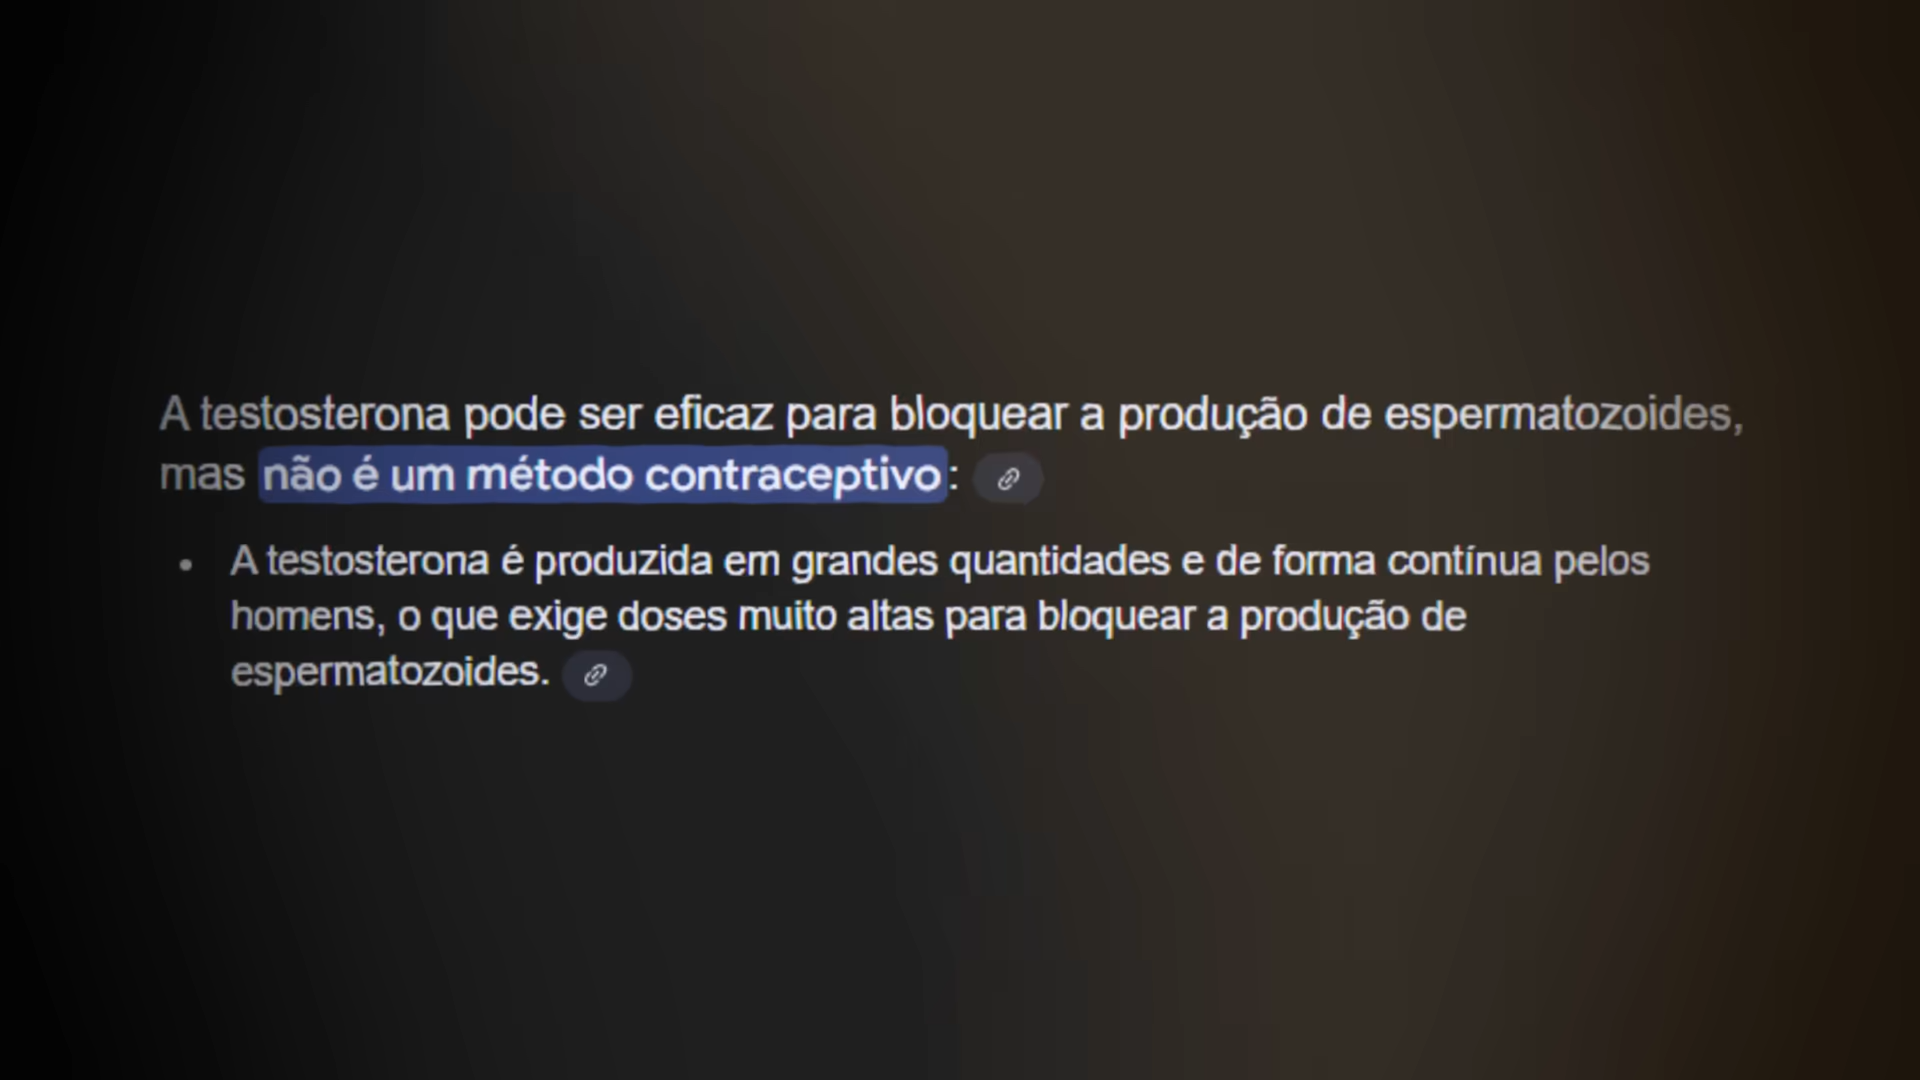 A testosterona pode ser eficaz para bloquear a produção de espermatozoides,
mas não é um método contraceptivo:
• A testosterona é produzida em grandes quantidades e de forma contínua pelos
homens, o que exige doses muito altas para bloquear a produção de
espermatozoides.